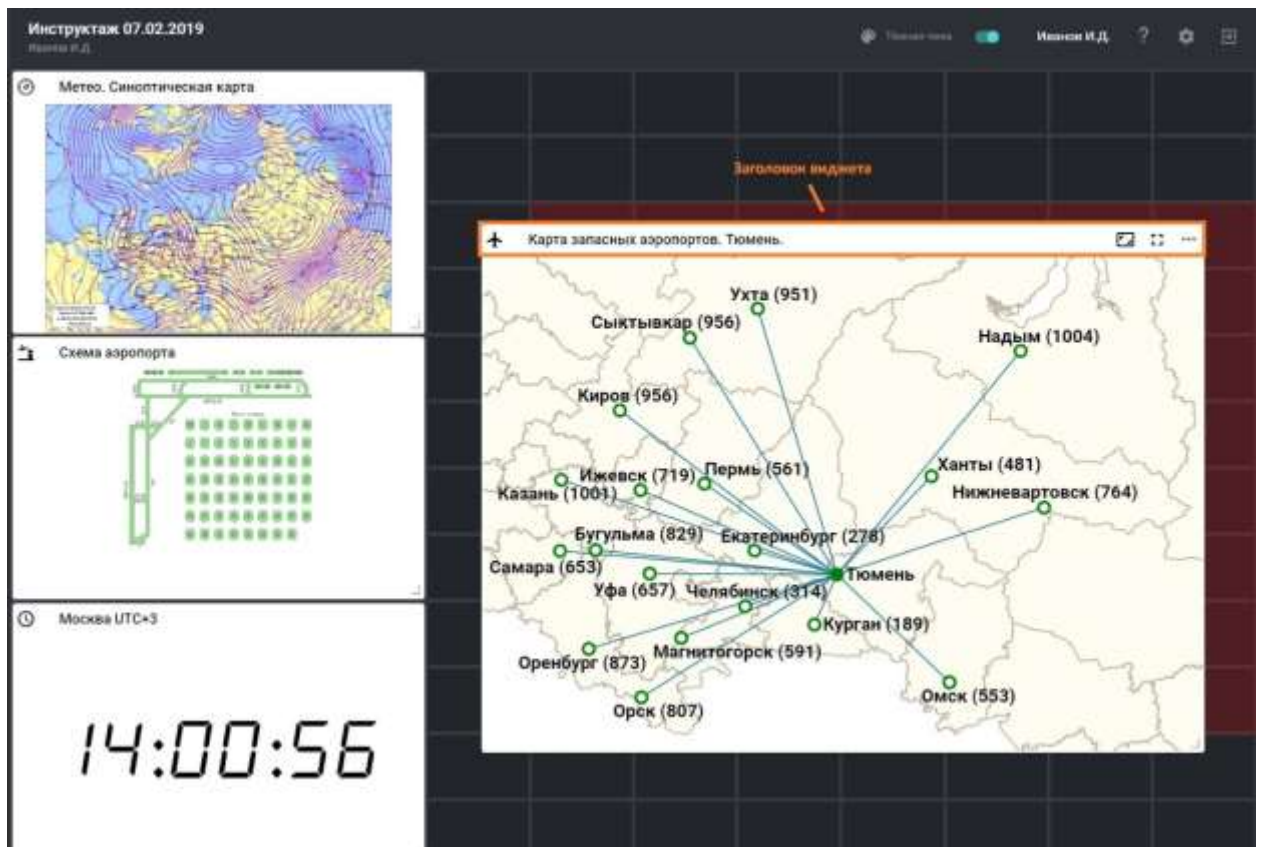 Инструктаж 07.02.2019
Иванов И.Д.
Темная тема
Иванов И.Д.
?
Метео. Синоптическая карта
Схема аэропорта
Москва UTC+3
14:00:56
Заголовок виджета
Карта запасных аэропортов. Тюмень.
Ухта (951)
Сыктывкар (956)
Надым (1004)
Киров (956)
Ханты (481)
Пермь (561)
Ижевск (719)
Казань (1001)
Нижневартовск (764)
Бугульма (829)
Екатеринбург (278)
Самара (653)
Тюмень
Уфа (657)
Челябинск (314)
Курган (189)
Магнитогорск (591)
Оренбург (873)
Омск (553)
Орск (807)